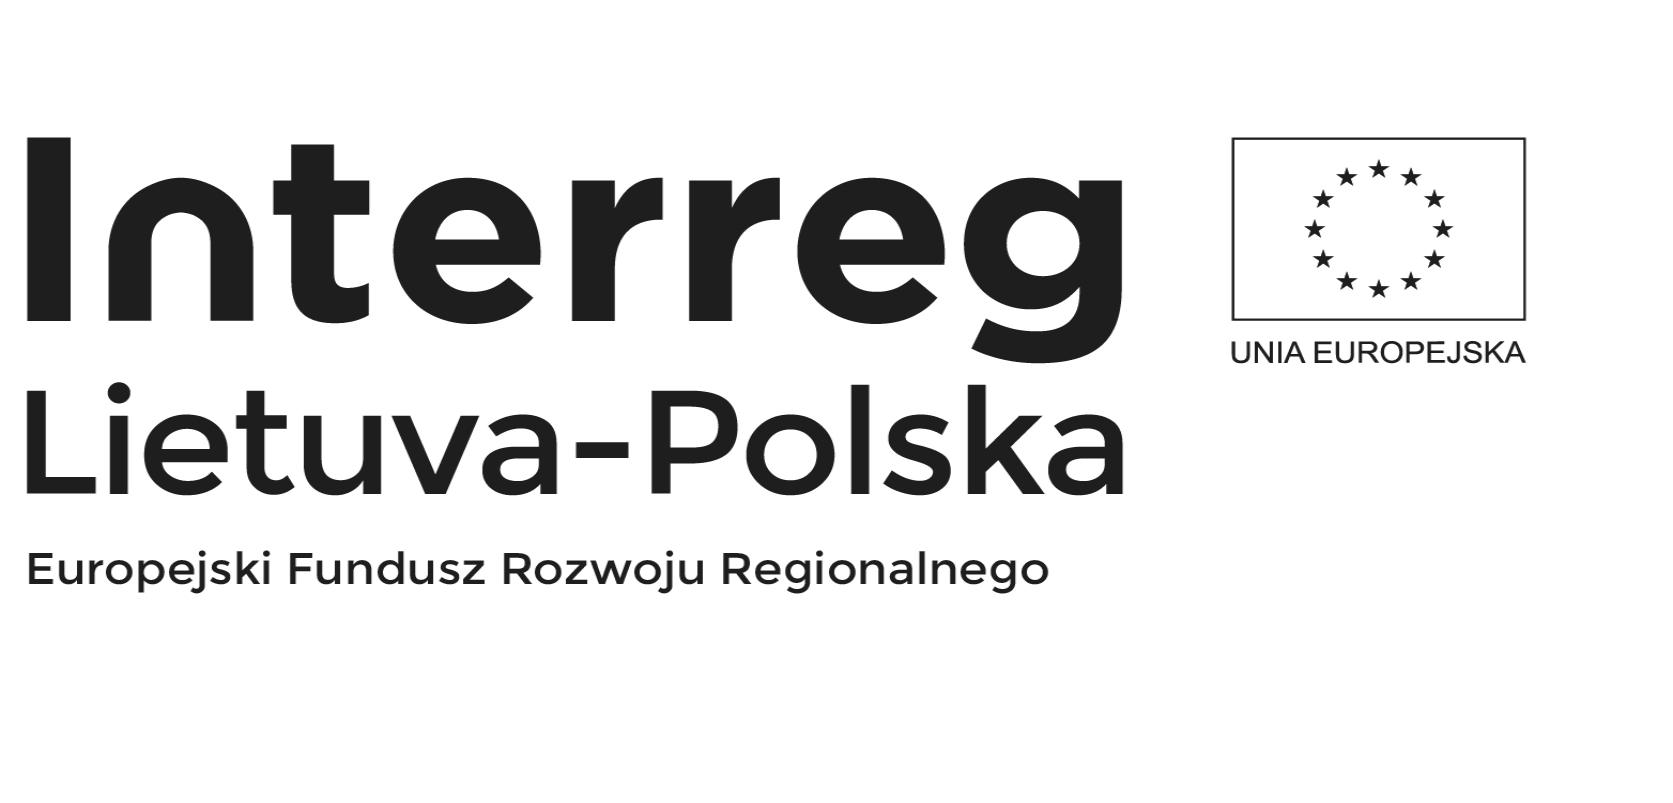 Interreg
Lietuva-Polska
Europejski Fundusz Rozwoju Regionalnego
UNIA EUROPEJSKA